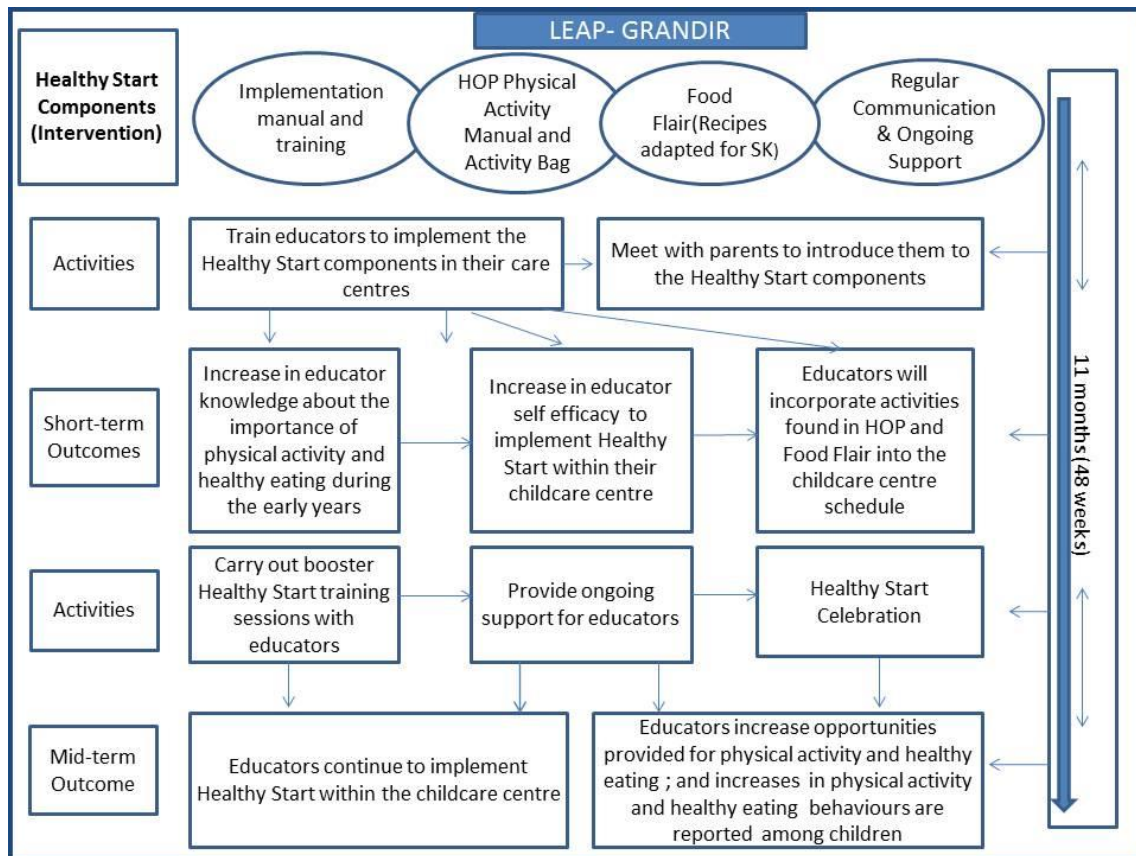 LEAP- GRANDIR
Healthy Start
Components
(Intervention)
Implementation
manual and
training
HOP Physical
Activity
Manual and
Activity Bag
Food
Flair(Recipes
adapted for SK)
Regular
Communication
& Ongoing
Support
Activities
Train educators to implement the
Healthy Start components in their care
centres
Meet with parents to introduce them to
the Healthy Start components
Short-term
Outcomes
Increase in educator
knowledge about the
importance of
physical activity and
healthy eating during
the early years
Increase in educator
self efficacy to
implement Healthy
Start within their
childcare centre
Educators will
incorporate activities
found in HOP and
Food Flair into the
childcare centre
schedule
Activities
Carry out booster
Healthy Start training
sessions with
educators
Provide ongoing
support for educators
Healthy Start
Celebration
Mid-term
Outcome
Educators continue to implement
Healthy Start within the childcare centre
Educators increase opportunities
provided for physical activity and healthy
eating ; and increases in physical activity
and healthy eating behaviours are
reported among children
11 months (48 weeks)